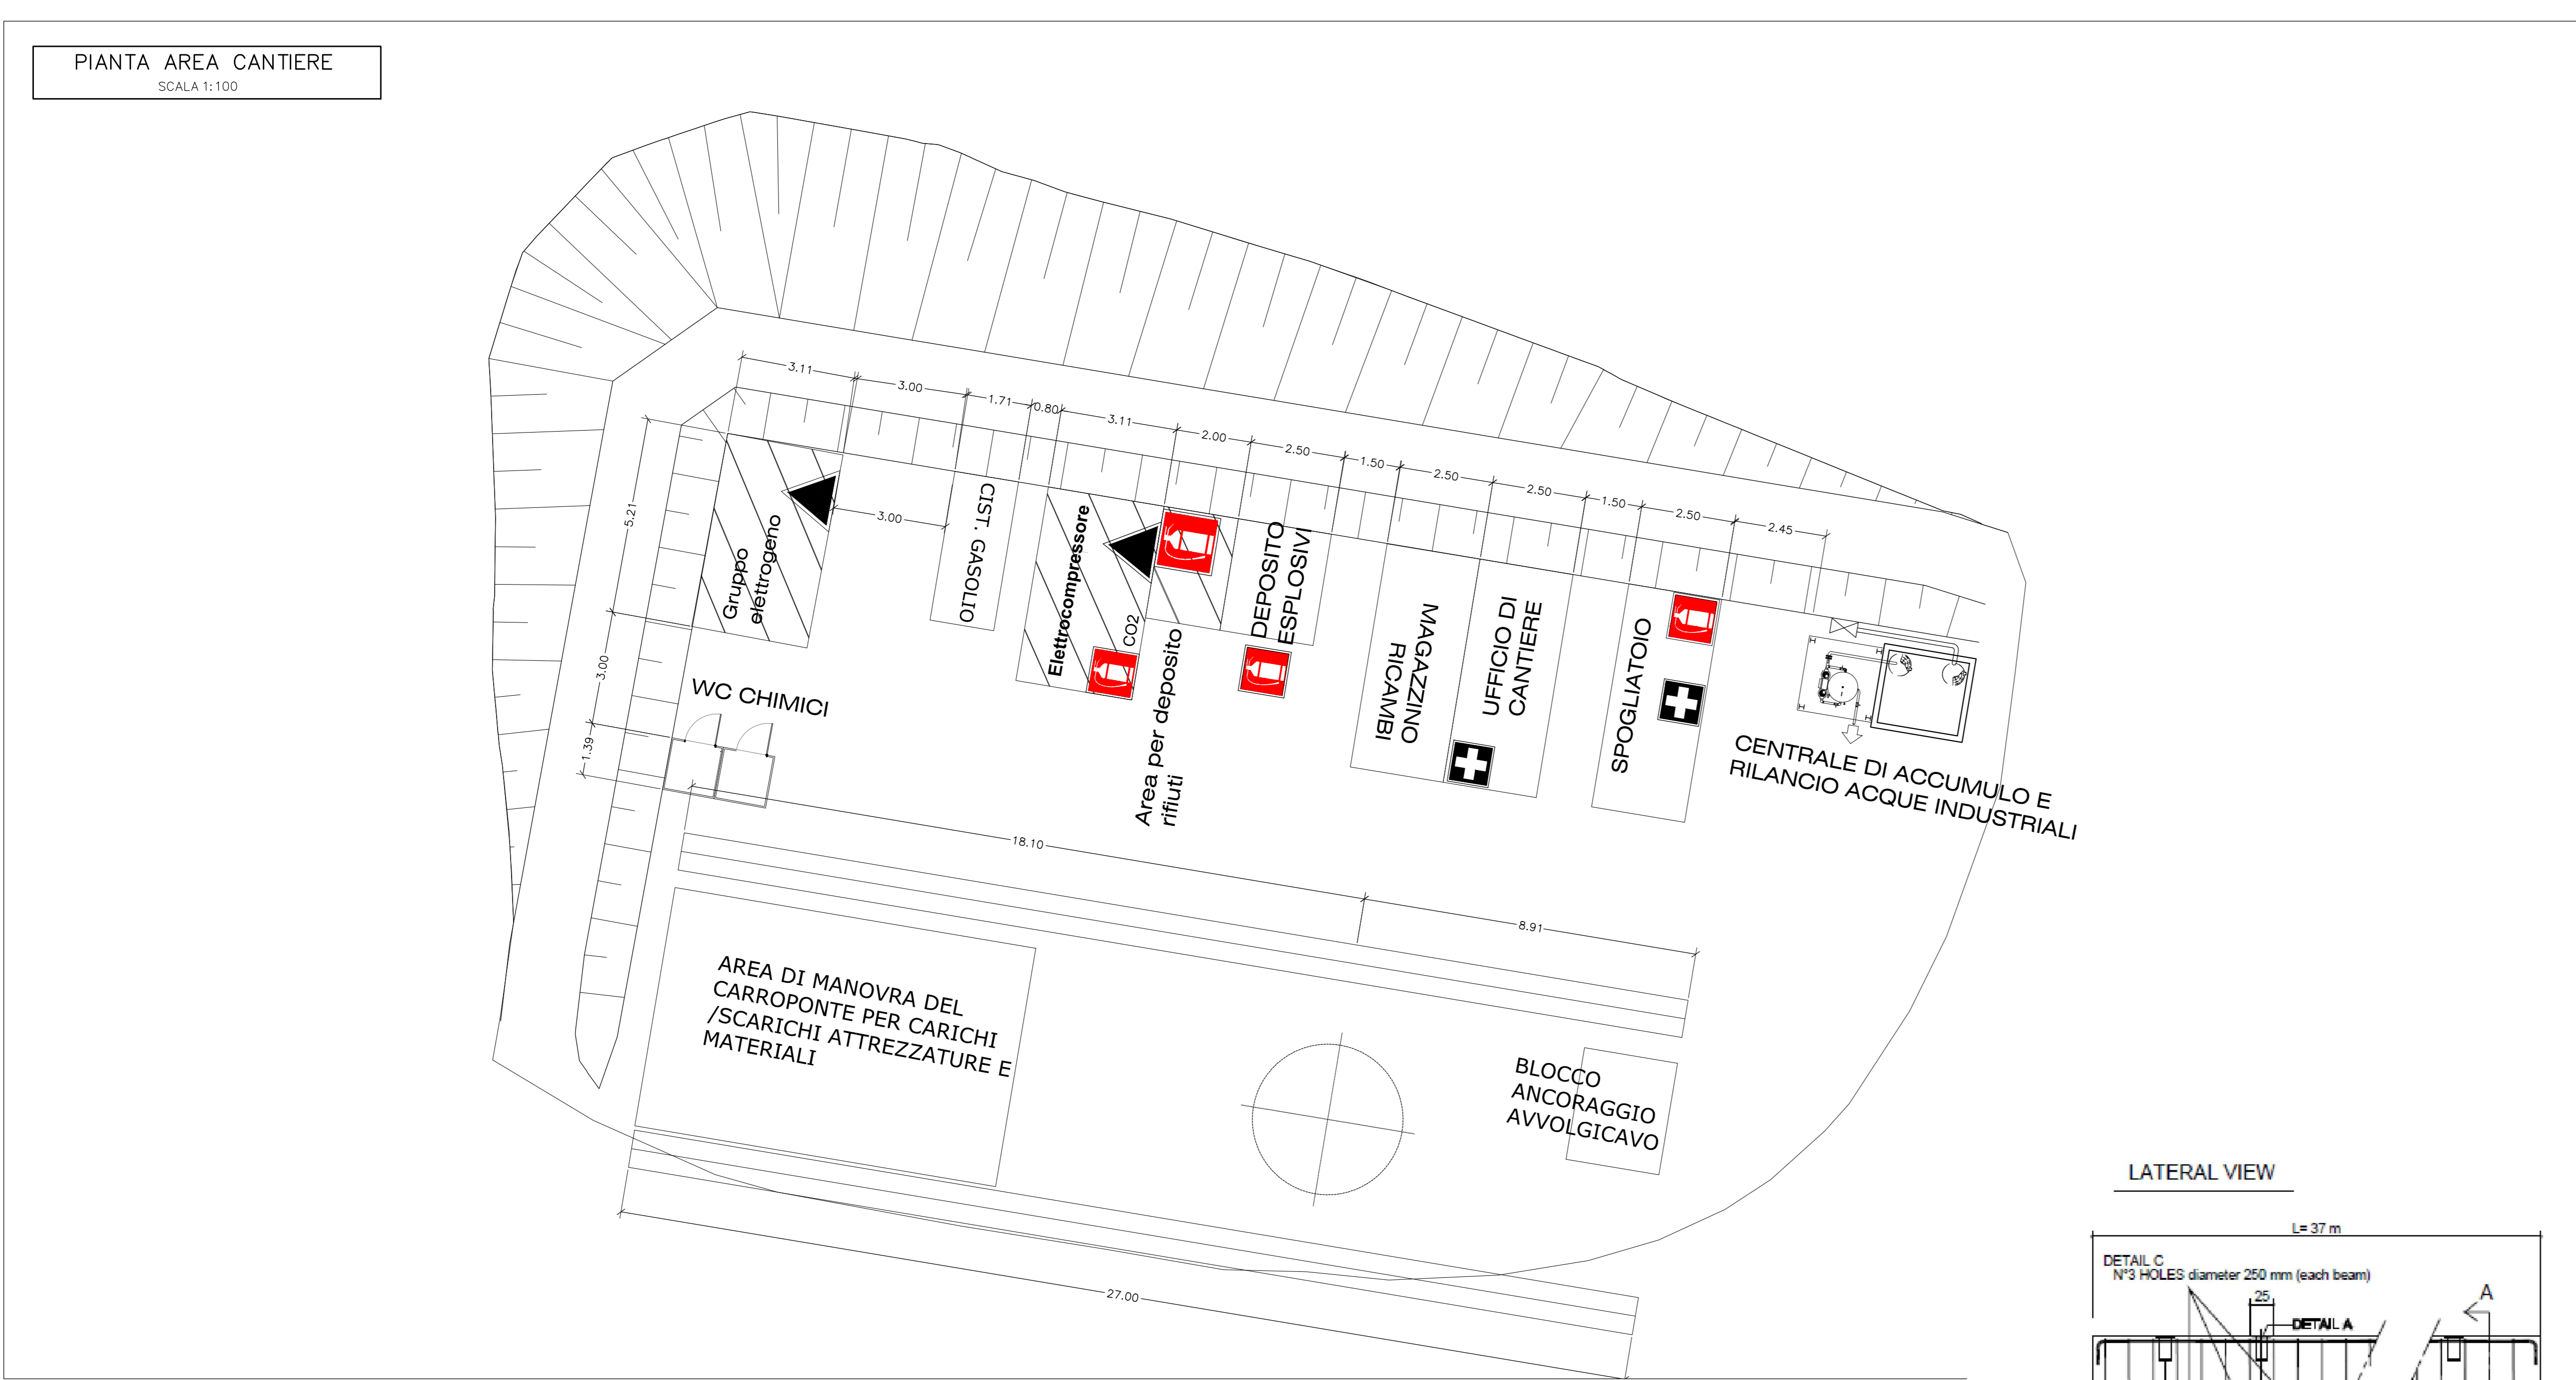 PIANTA AREA CANTIERE
SCALA 1:100
3.11
3.00
1.71
0.80
3.11
2.00
2.50
1.50
2.50
2.50
1.50
2.50
2.45
5.21
3.00
1.39
3.00
Gruppo
elettrogeno
CIST. GASOLIO
Elettrocompressore
CO2
Area per deposito
rifiuti
DEPOSITO
ESPLOSIVI
MAGAZZINO
RICAMBI
UFFICIO DI
CANTIERE
SPOGLIATOIO
CENTRALE DI ACCUMULO E
RILANCIO ACQUE INDUSTRIALI
WC CHIMICI
18.10
8.91
AREA DI MANOVRA DEL
CARROPONTE PER CARICHI
/SCARICHI ATTREZZATURE E
MATERIALI
BLOCCO
ANCORAGGIO
AVVOLGICAVO
27.00
LATERAL VIEW
L= 37 m
DETAIL C
N°3 HOLES diameter 250 mm (each beam)
25
A
DETAIL A